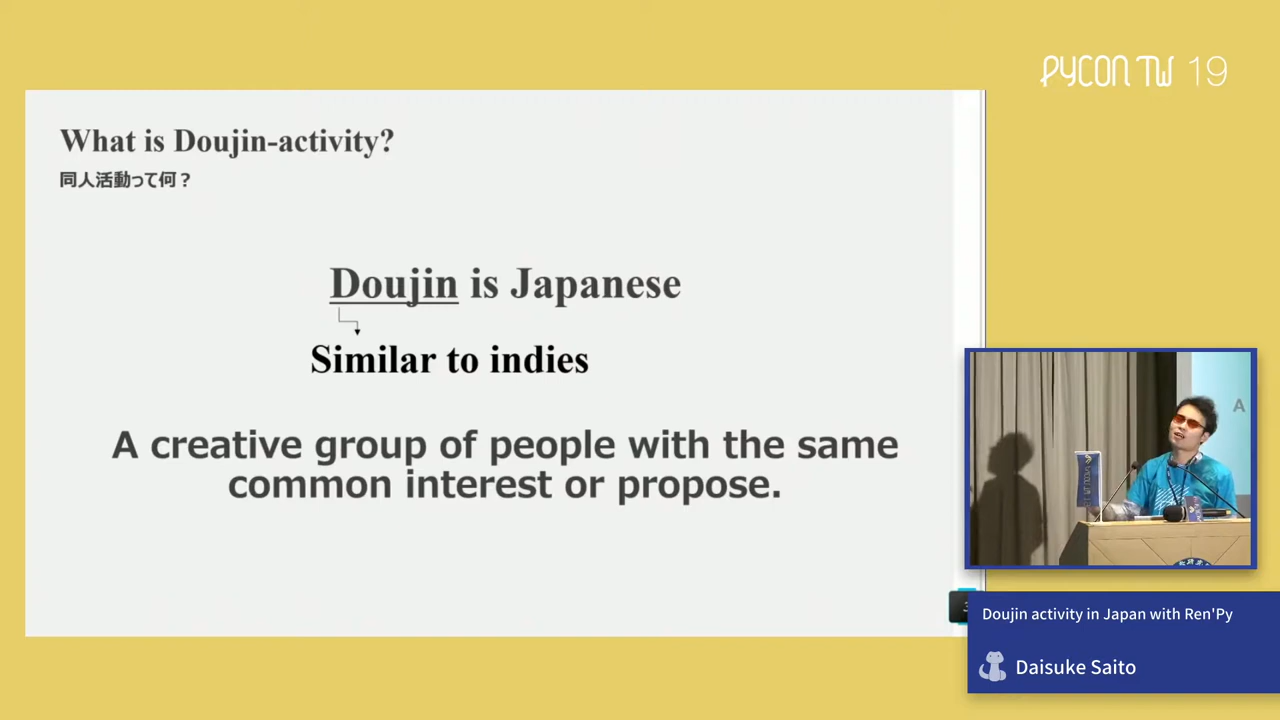 PYCON TW 19
What is Doujin-activity?
同人活動って何？
Doujin is Japanese
Similar to indies
A creative group of people with the same
common interest or propose.
A
Doujin activity in Japan with Ren'Py
Daisuke Saito